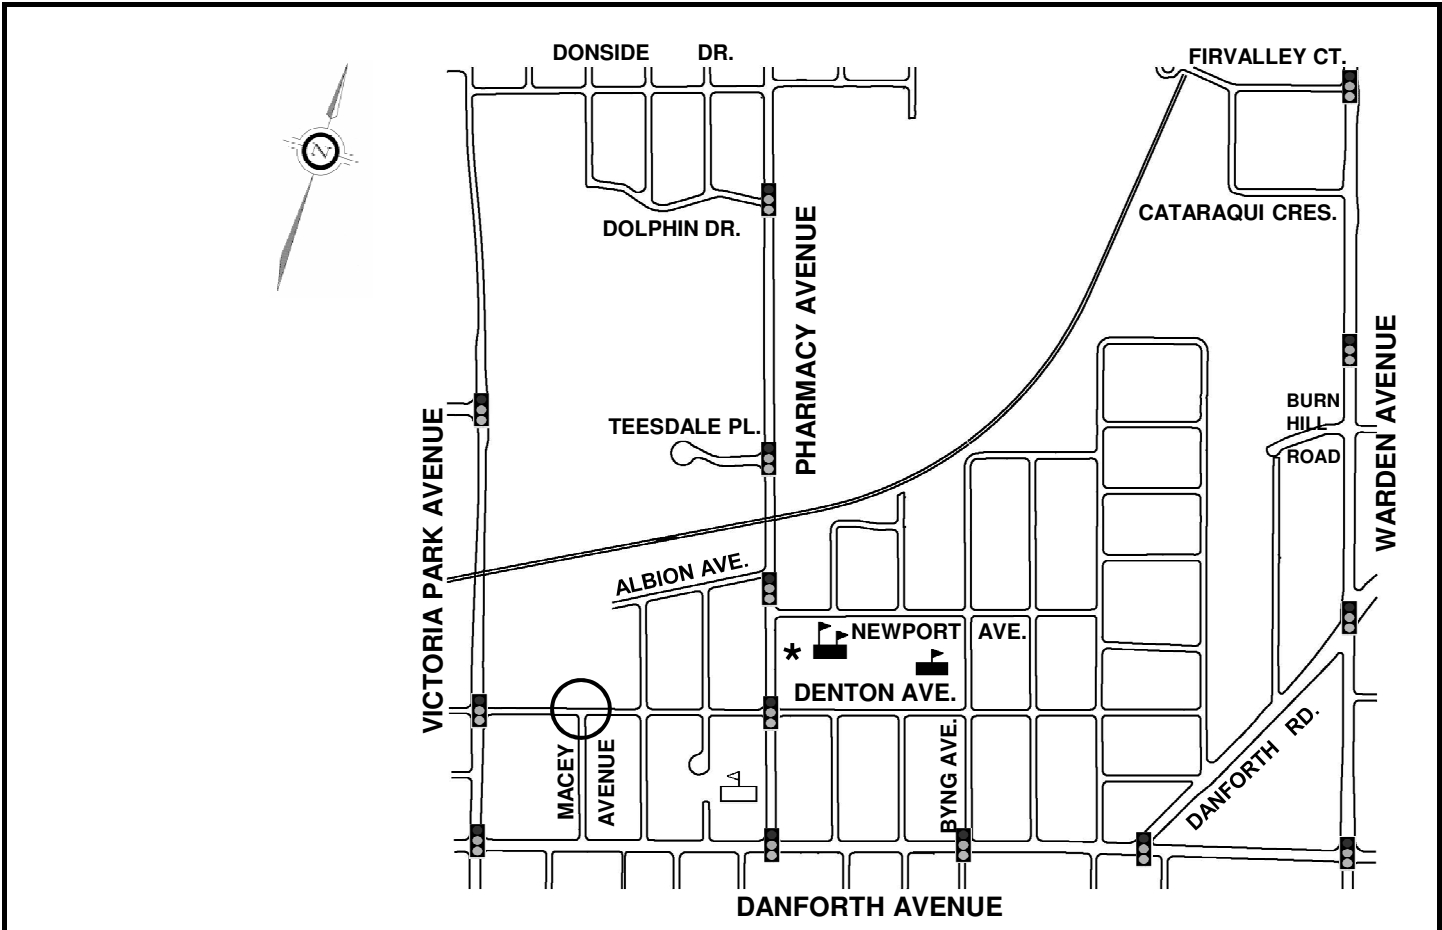 DONSIDE DR.
FIRVALLEY CT.
N
CATARAQUI CRES.
DOLPHIN DR.
PHARMACY AVENUE
WARDEN AVENUE
BURN
HILL
ROAD
TEESDALE PL.
VICTORIA PARK AVENUE
ALBION AVE.
NEWPORT AVE.
*
DENTON AVE.
MACEY
AVENUE
BYNG AVE.
DANFORTH RD.
DANFORTH AVENUE